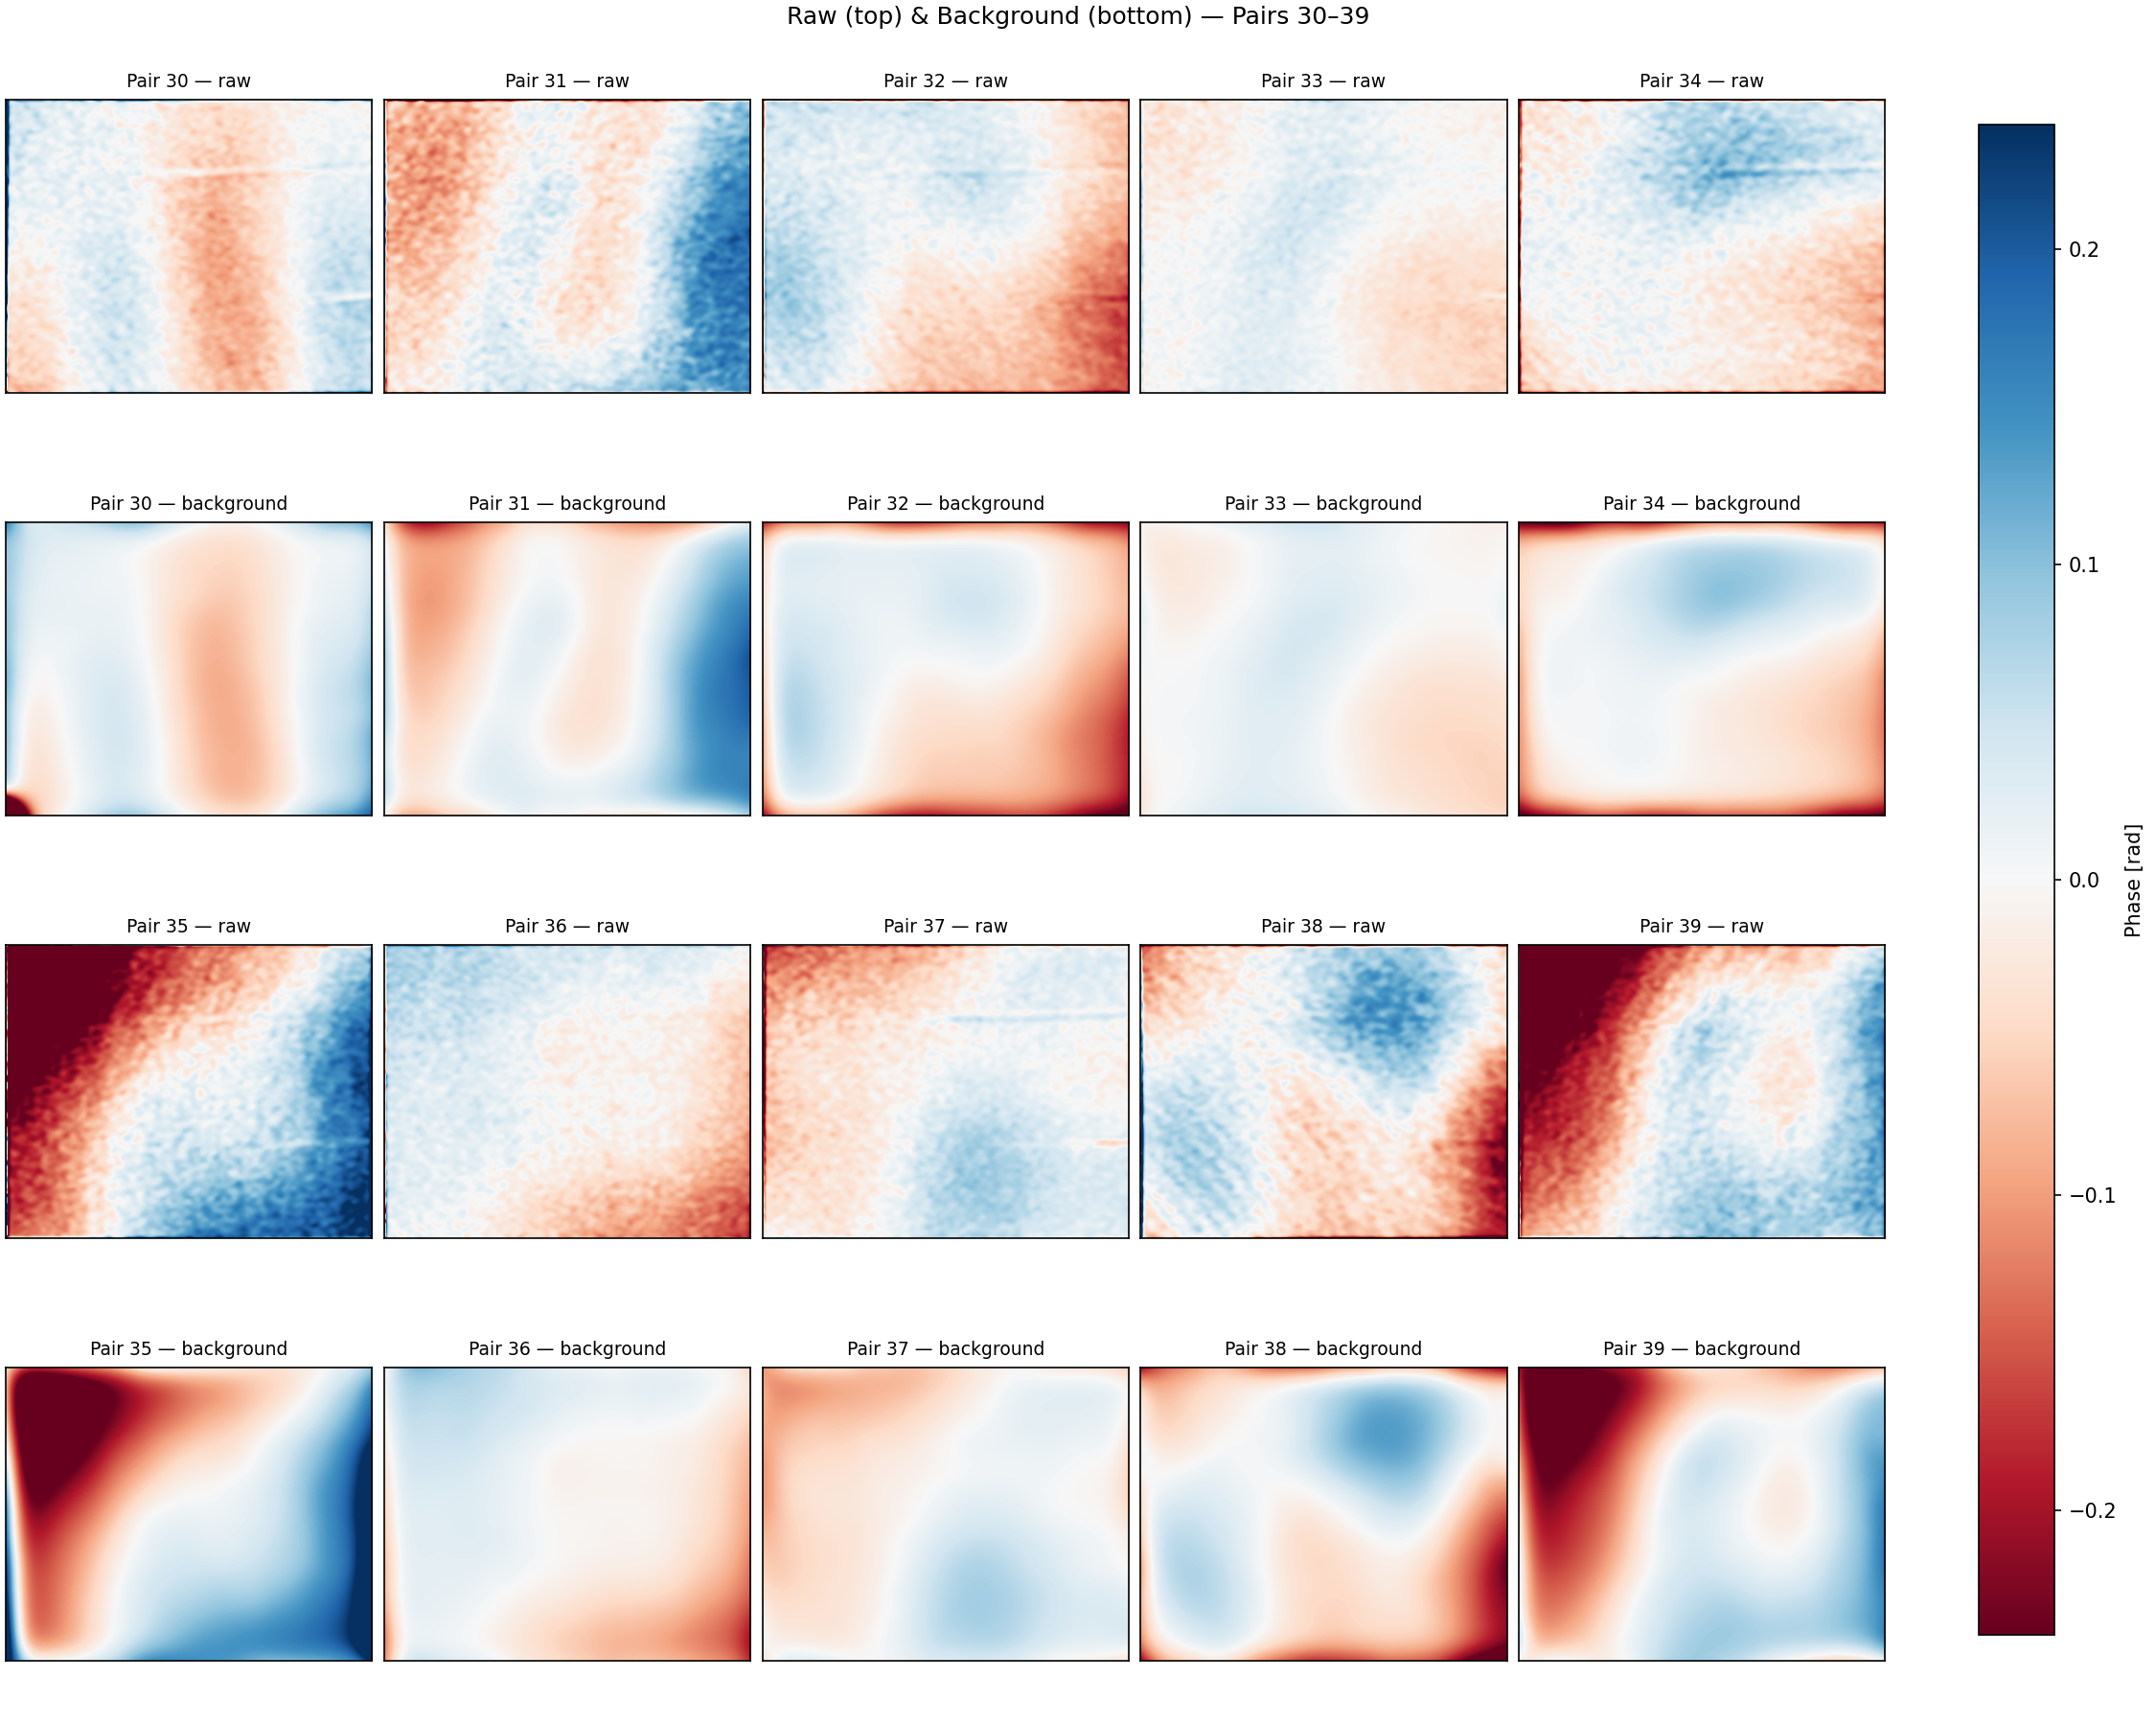 Raw (top) & Background (bottom) — Pairs 30–39
Pair 30 — raw
Pair 31 — raw
Pair 32 — raw
Pair 33 — raw
Pair 34 — raw
Pair 30 — background
Pair 31 — background
Pair 32 — background
Pair 33 — background
Pair 34 — background
Pair 35 — raw
Pair 36 — raw
Pair 37 — raw
Pair 38 — raw
Pair 39 — raw
Pair 35 — background
Pair 36 — background
Pair 37 — background
Pair 38 — background
Pair 39 — background
0.2
0.1
0.0
−0.1
−0.2
Phase [rad]